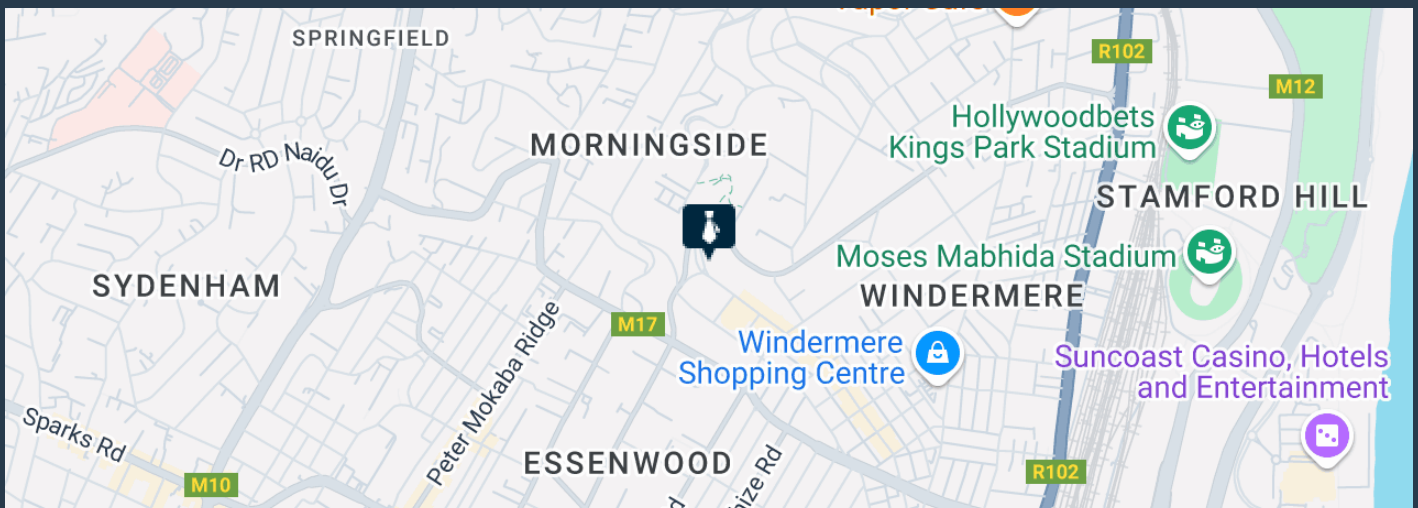 SPRINGFIELD
R102
M12
Hollywoodbets
Kings Park Stadium
MORNINGSIDE
Dr RD Naidu Dr
STAMFORD HILL
Moses Mabhida Stadium
SYDENHAM
WINDERMERE
M17
Peter Mokaba Ridge
Windermere
Shopping Centre
Suncoast Casino, Hotels
and Entertainment
Sparks Rd
ESSENWOOD
R102
M10
Rd